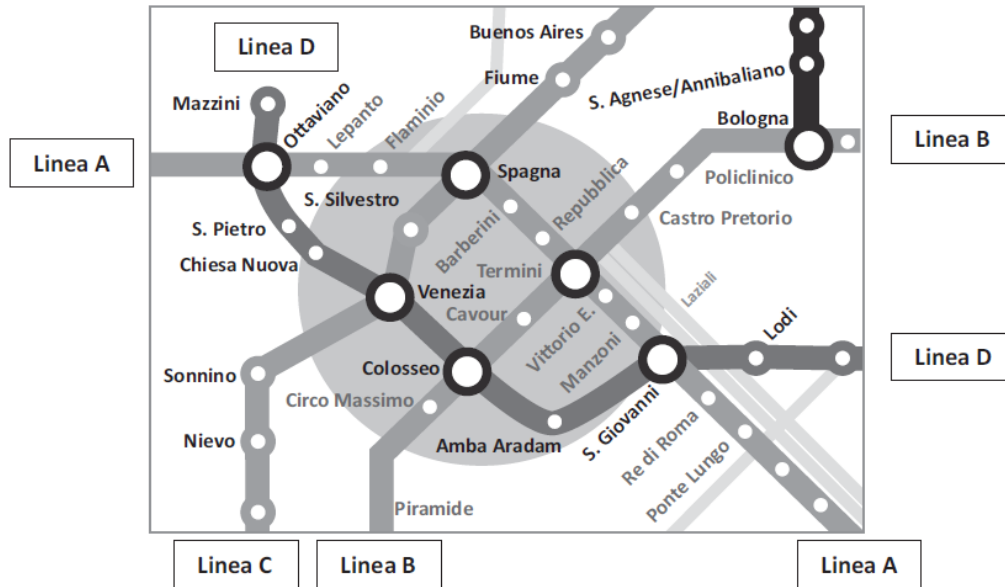 Buenos Aires
Linea D
Fiume
S. Agnese/Annibaliano
Mazzini
Ottaviano
Lepanto
Flaminio
Bologna
Linea B
Linea A
Spagna
Repubblica
Policlinico
S. Silvestro
Castro Pretorio
S. Pietro
Barberini
Chiesa Nuova
Termini
Laziali
Venezia
Cavour
Vittorio E.
Lodi
Manzoni
Colosseo
Linea D
Sonnino
Circo Massimo
S. Giovanni
Re di Roma
Nievo
Amba Aradam
Ponte Lungo
Piramide
Linea C
Linea B
Linea A